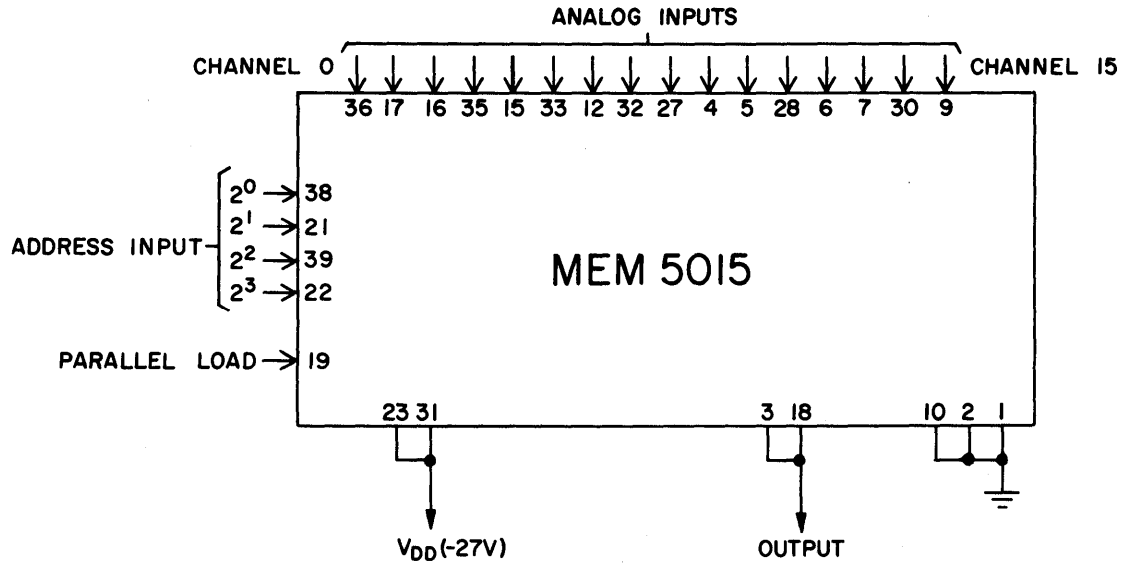 ANALOG INPUTS
CHANNEL 0
CHANNEL 15
36 17 16 35 15 33 12 32 27 4 5 28 6 7 30 9
ADDRESS INPUT
2⁰ 38
2¹ 21
2² 39
2³ 22
MEM 5015
PARALLEL LOAD 19
23 31 3 18 10 2 1
VDD (-27V)
OUTPUT